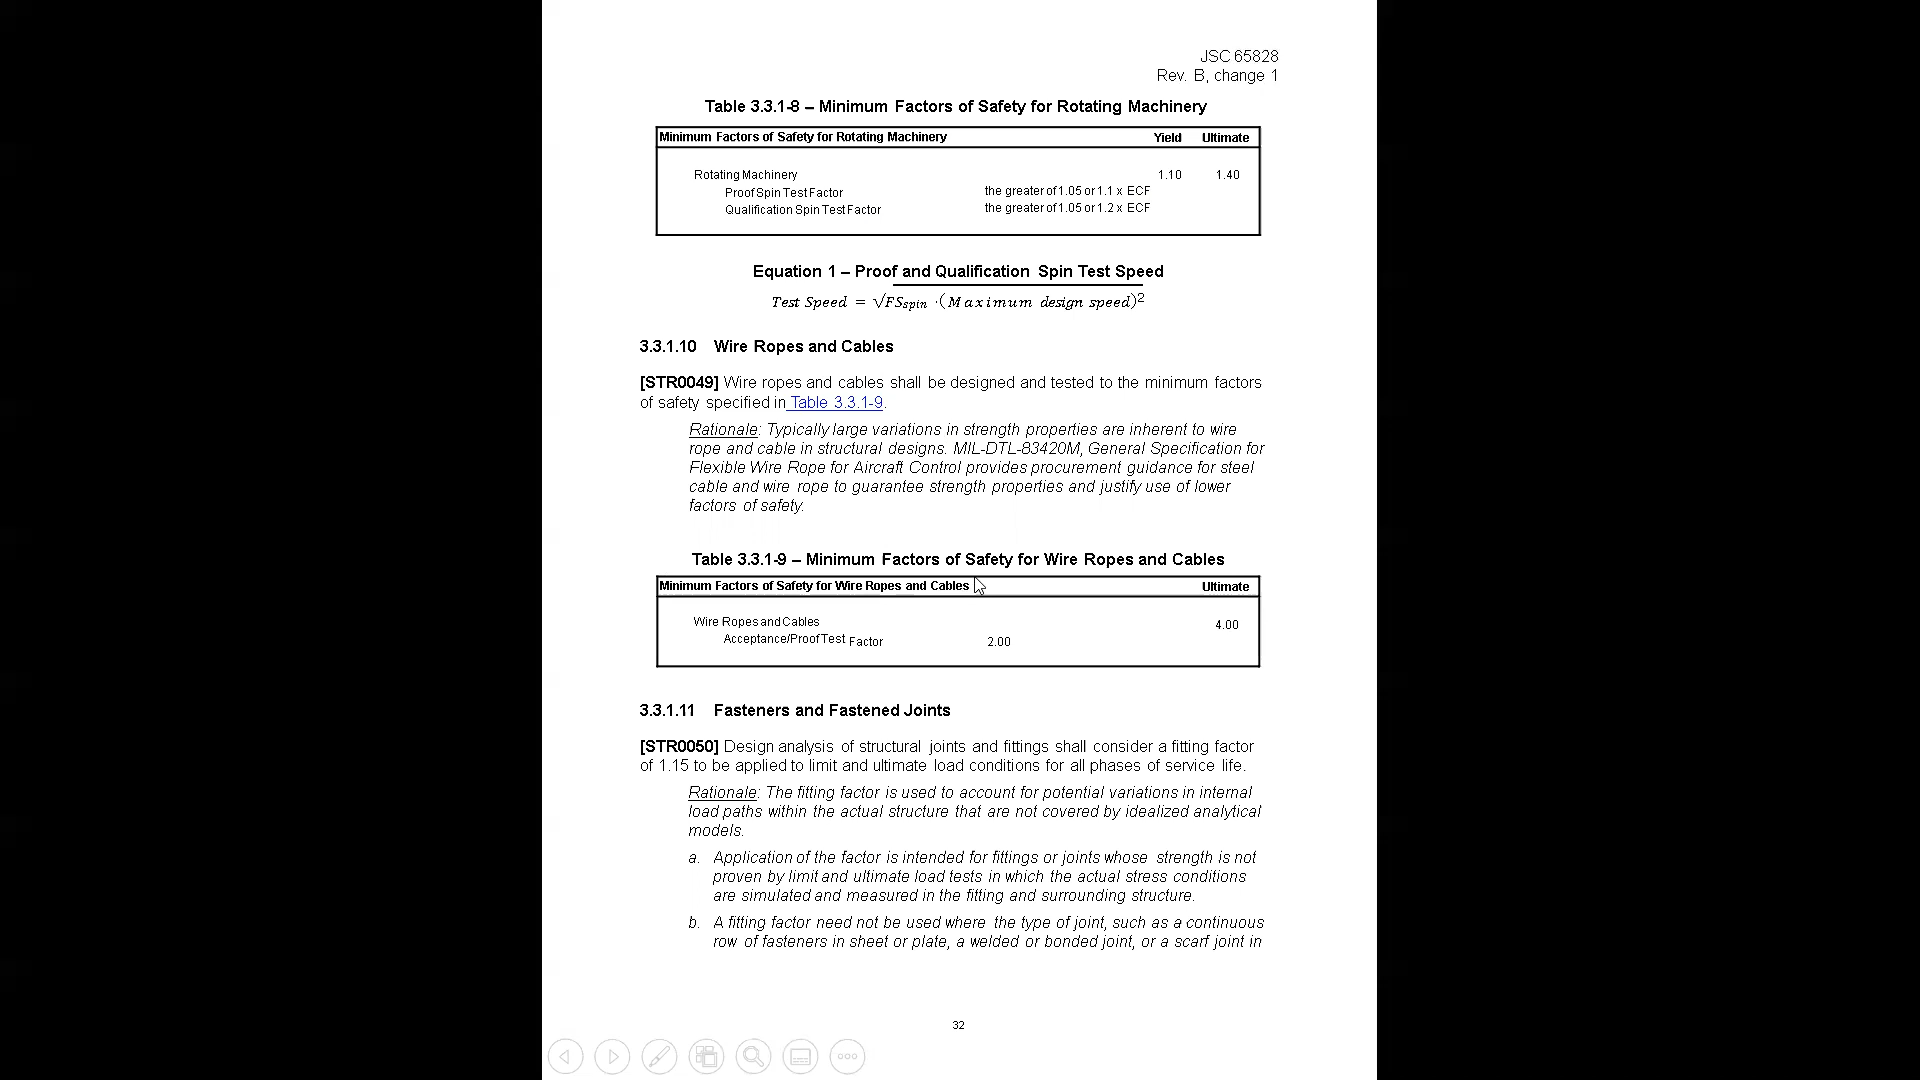 JSC 65828
Rev. B, change 1
Table 3.3.1-8 – Minimum Factors of Safety for Rotating Machinery
Minimum Factors of Safety for Rotating Machinery Yield Ultimate
Rotating Machinery 1.10 1.40
Proof Spin Test Factor the greater of 1.05 or 1.1 x ECF
Qualification Spin Test Factor the greater of 1.05 or 1.2 x ECF
Equation 1 – Proof and Qualification Spin Test Speed
Test Speed = √FSspin ·(Maximum design speed)²
3.3.1.10 Wire Ropes and Cables
[STR0049] Wire ropes and cables shall be designed and tested to the minimum factors
of safety specified in Table 3.3.1-9.
Rationale: Typically large variations in strength properties are inherent to wire
rope and cable in structural designs. MIL-DTL-83420M, General Specification for
Flexible Wire Rope for Aircraft Control provides procurement guidance for steel
cable and wire rope to guarantee strength properties and justify use of lower
factors of safety.
Table 3.3.1-9 – Minimum Factors of Safety for Wire Ropes and Cables
Minimum Factors of Safety for Wire Ropes and Cables Ultimate
Wire Ropes and Cables 4.00
Acceptance/Proof Test Factor 2.00
3.3.1.11 Fasteners and Fastened Joints
[STR0050] Design analysis of structural joints and fittings shall consider a fitting factor
of 1.15 to be applied to limit and ultimate load conditions for all phases of service life.
Rationale: The fitting factor is used to account for potential variations in internal
load paths within the actual structure that are not covered by idealized analytical
models.
a. Application of the factor is intended for fittings or joints whose strength is not
proven by limit and ultimate load tests in which the actual stress conditions
are simulated and measured in the fitting and surrounding structure.
b. A fitting factor need not be used where the type of joint, such as a continuous
row of fasteners in sheet or plate, a welded or bonded joint, or a scarf joint in
32